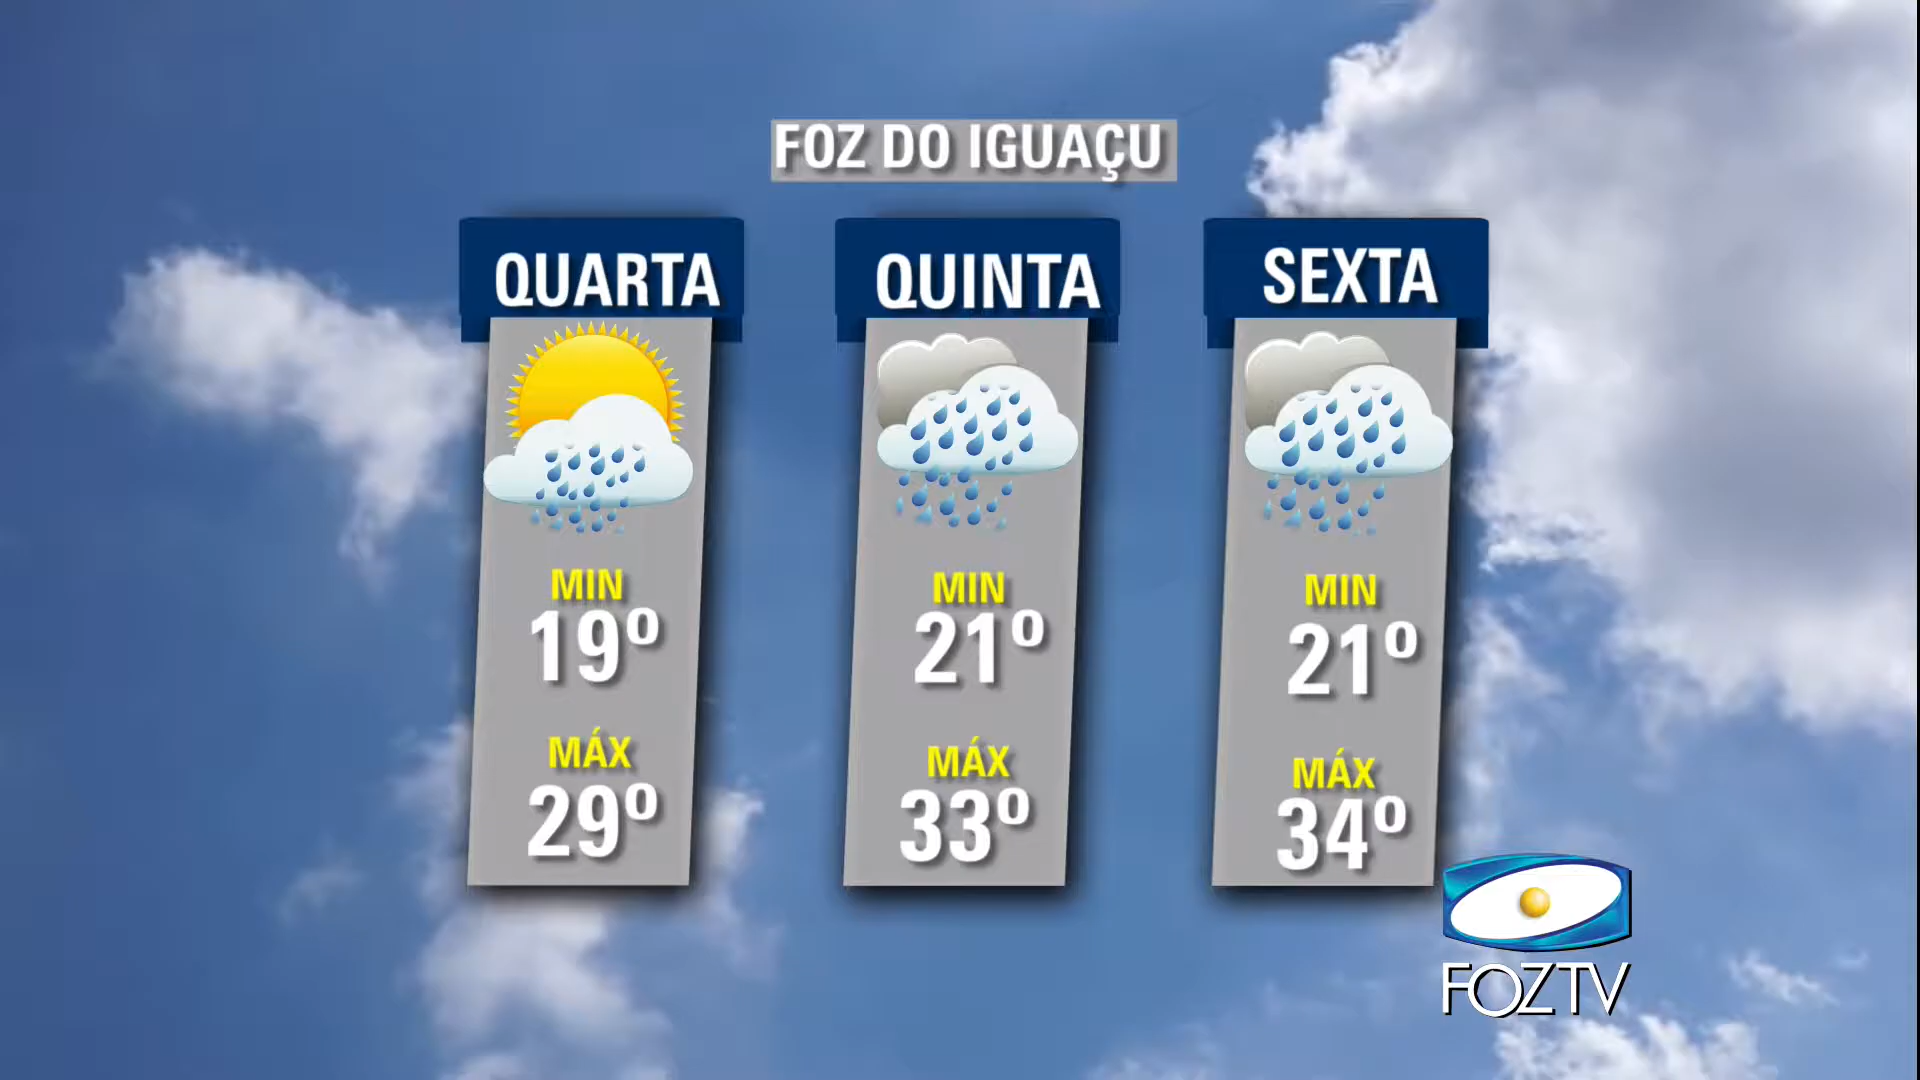 FOZ DO IGUAÇU
QUARTA
MIN
19º
MÁX
29º
QUINTA
MIN
21º
MÁX
33º
SEXTA
MIN
21º
MÁX
34º
FOZTV